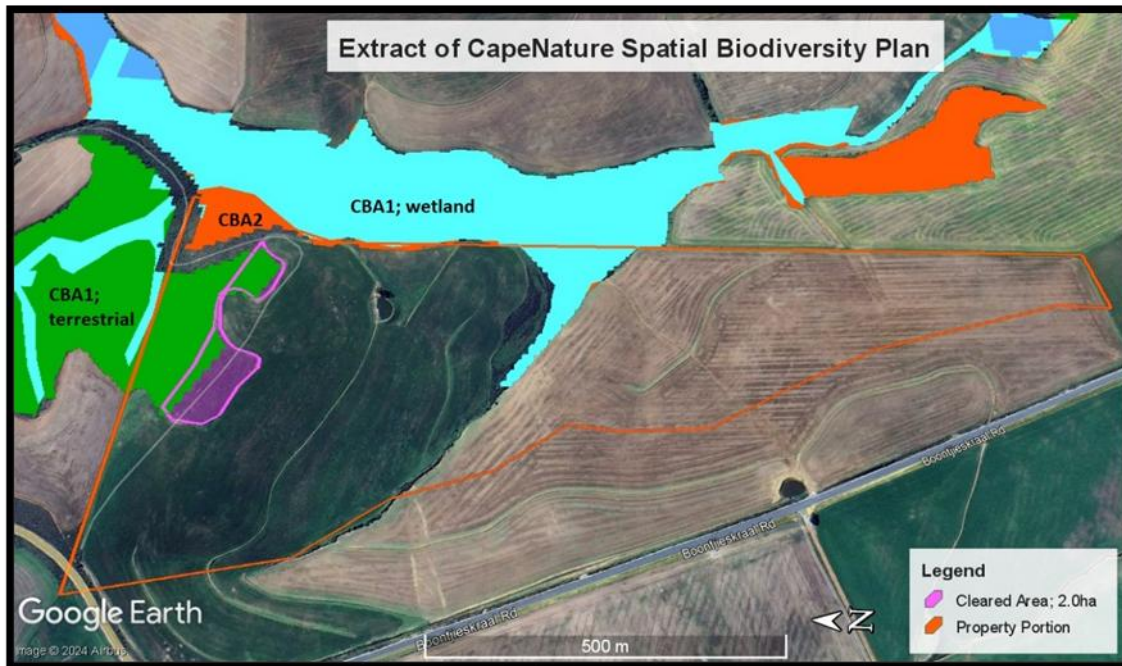 Extract of CapeNature Spatial Biodiversity Plan
CBA1; wetland
CBA2
CBA1;
terrestrial
Boontjieskraal Rd
Boontjieskraal Rd
Boontjieskraal Rd
Legend
Cleared Area; 2.0ha
Property Portion
Google Earth
Image © 2024 Airbus
N
500 m